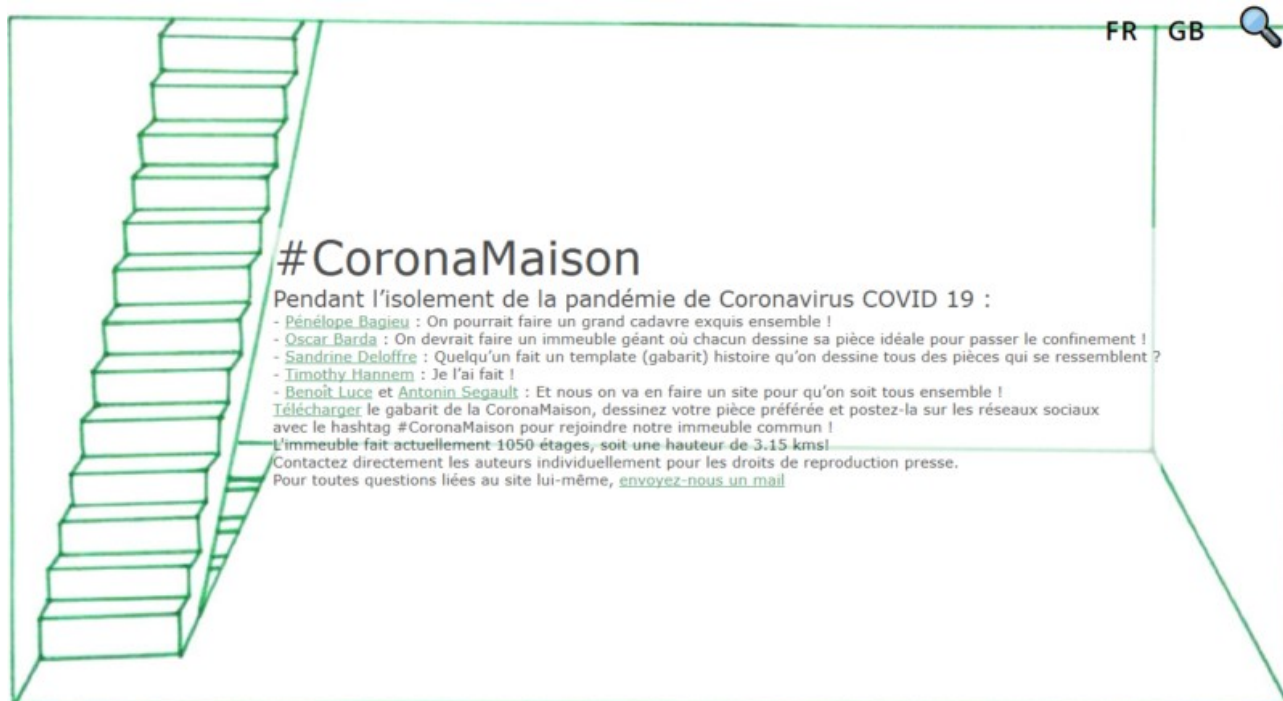 FR GB
#CoronaMaison
Pendant l'isolement de la pandémie de Coronavirus COVID 19 :
- Pénélope Bagieu : On pourrait faire un grand cadavre exquis ensemble !
- Oscar Barda : On devrait faire un immeuble géant où chacun dessine sa pièce idéale pour passer le confinement !
- Sandrine Deloffre : Quelqu'un fait un template (gabarit) histoire qu'on dessine tous des pièces qui se ressemblent ?
- Timothy Hannem : Je l'ai fait !
- Benoît Luce et Antonin Segault : Et nous on va en faire un site pour qu'on soit tous ensemble !
Télécharger le gabarit de la CoronaMaison, dessinez votre pièce préférée et postez-la sur les réseaux sociaux
avec le hashtag #CoronaMaison pour rejoindre notre immeuble commun !
L'immeuble fait actuellement 1050 étages, soit une hauteur de 3.15 kms!
Contactez directement les auteurs individuellement pour les droits de reproduction presse.
Pour toutes questions liées au site lui-même, envoyez-nous un mail